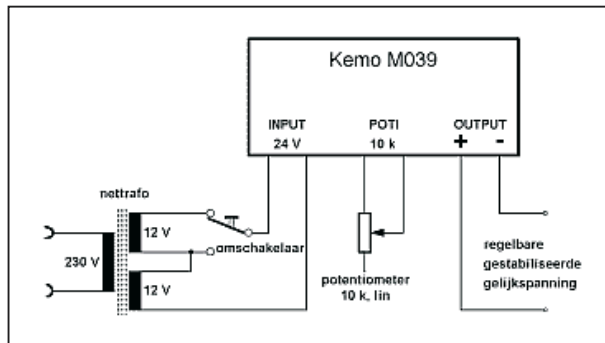 Kemo M039
INPUT POTI OUTPUT
24 V 10 k + -
nettrafo
12 V
omschakelaar
230 V
12 V
potentiometer
10 k, lin
regelbare
gestabiliseerde
gelijkspanning